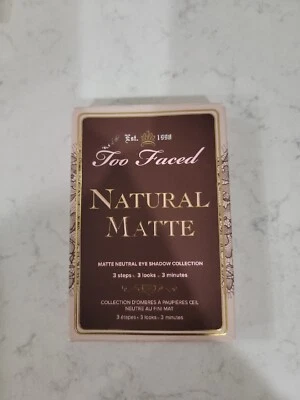 Est. 1998
Too Faced
NATURAL
MATTE
MATTE NEUTRAL EYE SHADOW COLLECTION
3 steps. 3 looks. 3 minutes
COLLECTION D'OMBRES À PAUPIÈRES ŒIL
NEUTRE AU FINI MAT
3 étapes. 3 looks. 3 minutes